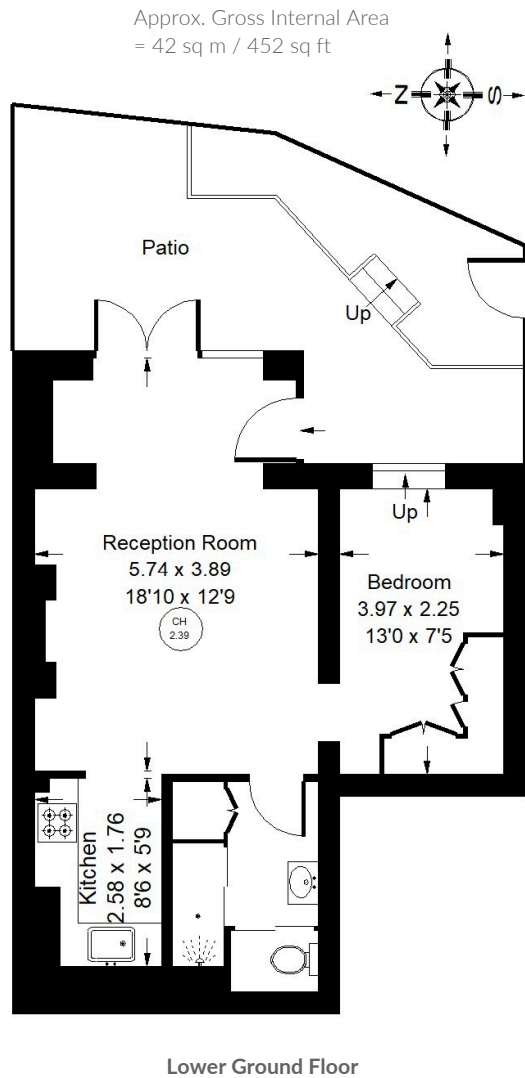 Approx. Gross Internal Area
= 42 sq m / 452 sq ft
N
S
Patio
Up
Up
Reception Room
5.74 x 3.89
18'10 x 12'9
CH
2.39
Bedroom
3.97 x 2.25
13'0 x 7'5
Kitchen
2.58 x 1.76
8'6 x 5'9
Lower Ground Floor